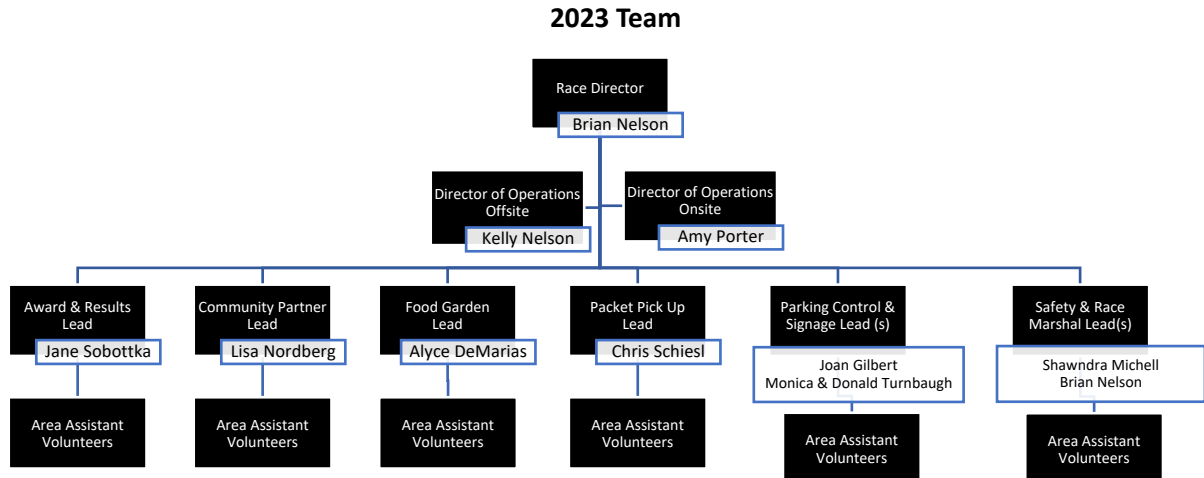 2023 Team
Race Director
Brian Nelson
Director of Operations
Offsite
Kelly Nelson
Director of Operations
Onsite
Amy Porter
Award & Results
Lead
Jane Sobottka
Community Partner
Lead
Lisa Nordberg
Food Garden
Lead
Alyce DeMarias
Packet Pick Up
Lead
Chris Schiesl
Parking Control &
Signage Lead (s)
Joan Gilbert
Monica & Donald Turnbaugh
Safety & Race
Marshal Lead(s)
Shawndra Michell
Brian Nelson
Area Assistant
Volunteers
Area Assistant
Volunteers
Area Assistant
Volunteers
Area Assistant
Volunteers
Area Assistant
Volunteers
Area Assistant
Volunteers